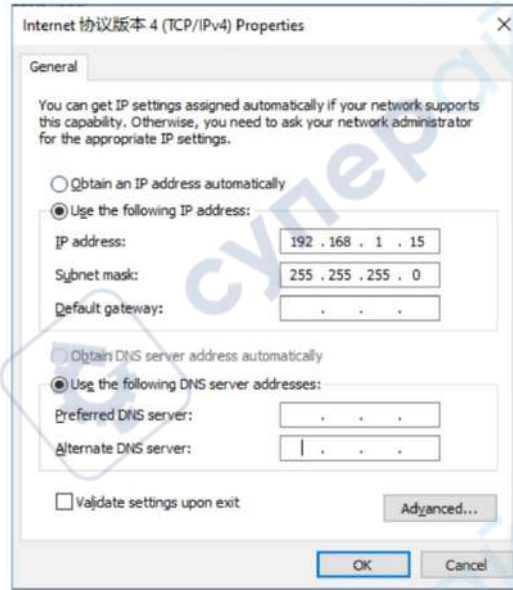 Internet 协议版本 4 (TCP/IPv4) Properties
General
You can get IP settings assigned automatically if your network supports
this capability. Otherwise, you need to ask your network administrator
for the appropriate IP settings.
Obtain an IP address automatically
Use the following IP address:
IP address: 192 . 168 . 1 . 15
Subnet mask: 255 . 255 . 255 . 0
Default gateway: . . .
Obtain DNS server address automatically
Use the following DNS server addresses:
Preferred DNS server: . . .
Alternate DNS server: . . .
Validate settings upon exit
Advanced...
OK Cancel